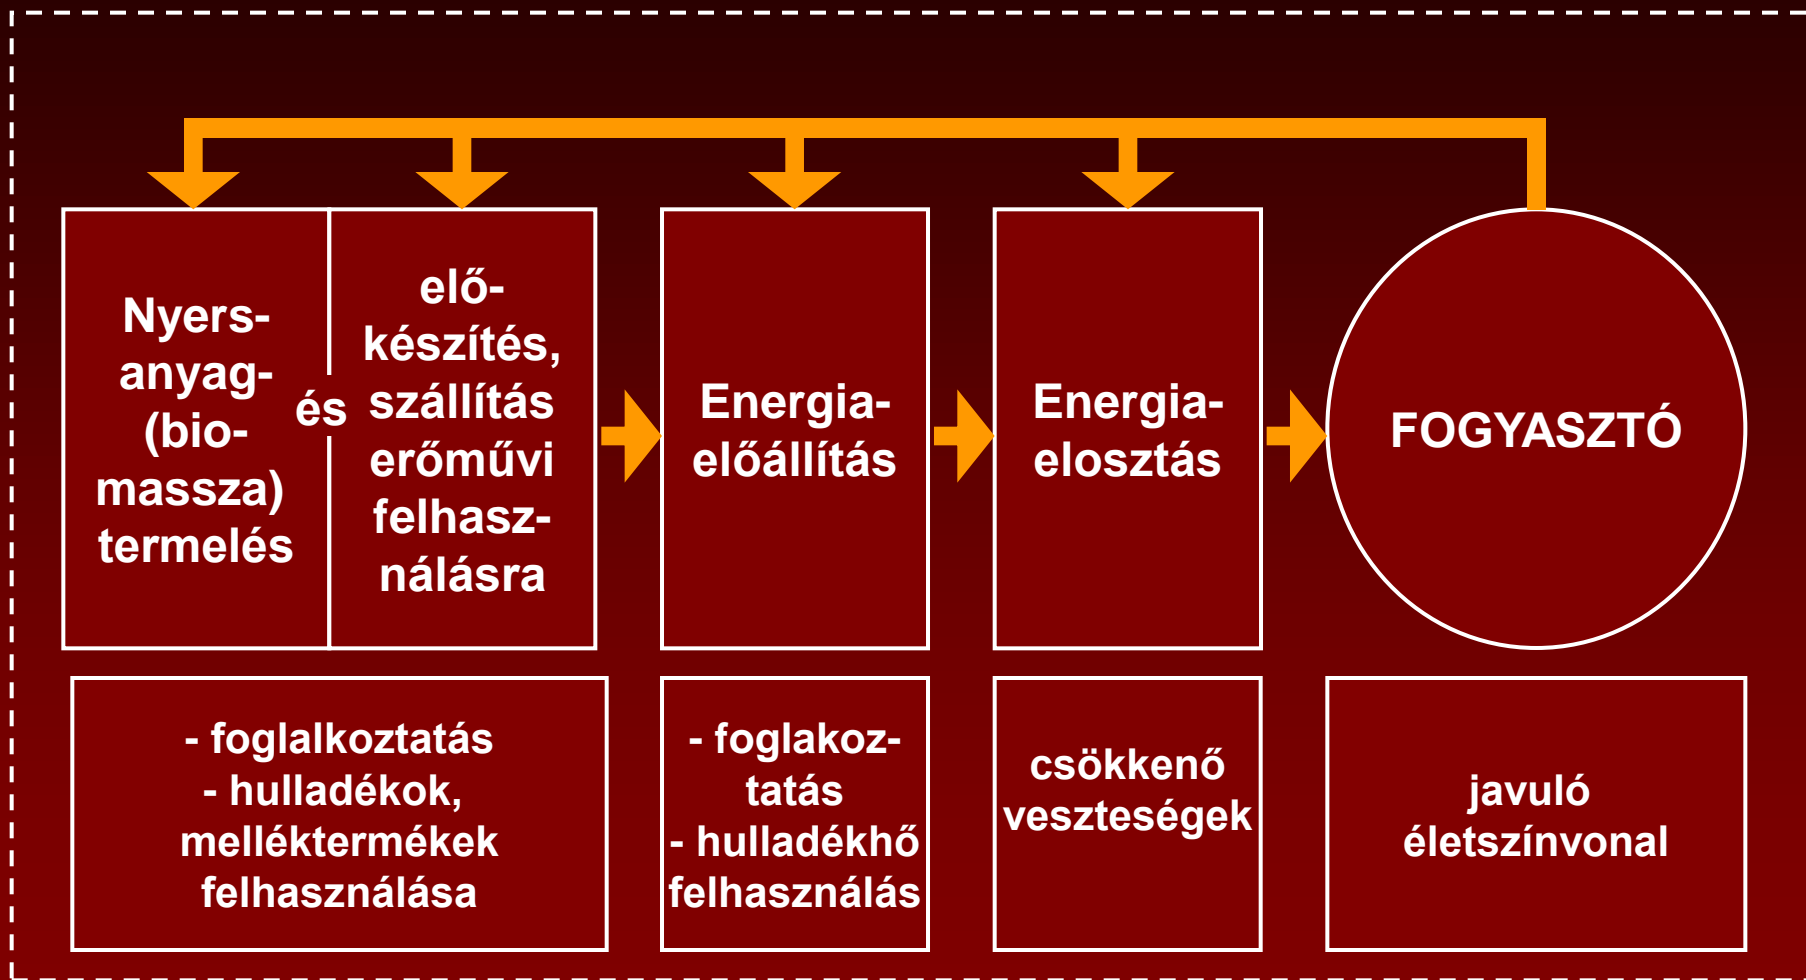 Nyers-
anyag-
(bio-
massza)
termelés
és
elő-
készítés,
szállítás
erőművi
felhasz-
nálásra
Energia-
előállítás
Energia-
elosztás
FOGYASZTÓ
- foglalkoztatás
- hulladékok,
melléktermékek
felhasználása
- foglakoz-
tatás
- hulladékhő
felhasználás
csökkenő
veszteségek
javuló
életszínvonal